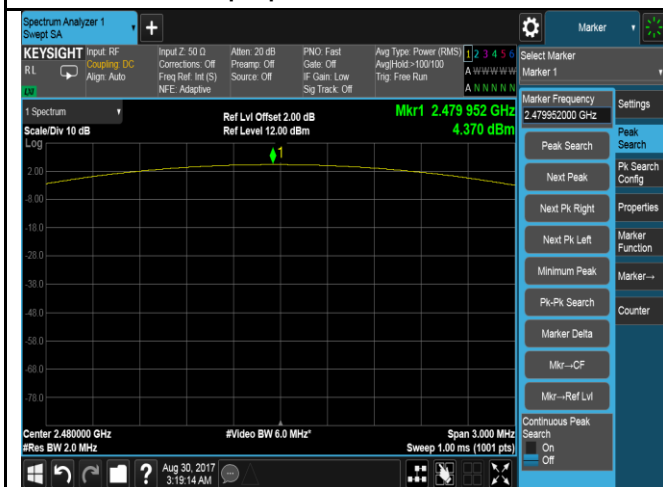 Spectrum Analyzer 1
Swept SA
Marker
KEYSIGHT
RL
Input: RF
Coupling: DC
Align: Auto
Input Z: 50 Ω
Corrections: Off
Freq Ref: Int (S)
NFE: Adaptive
Atten: 20 dB
Preamp: Off
Source: Off
PNO: Fast
Gate: Off
IF Gain: Low
Sig Track: Off
Avg Type: Power (RMS)
Avg|Hold:>100/100
Trig: Free Run
1 2 3 4 5 6
A W W W W W
A N N N N N
Select Marker
Marker 1
1 Spectrum
Scale/Div 10 dB
Log
Ref Lvl Offset 2.00 dB
Ref Level 12.00 dBm
Mkr1 2.479 952 GHz
4.370 dBm
1
2.00
-8.00
-18.0
-28.0
-38.0
-48.0
-58.0
-68.0
-78.0
Center 2.480000 GHz
#Res BW 2.0 MHz
#Video BW 6.0 MHz*
Span 3.000 MHz
Sweep 1.00 ms (1001 pts)
Marker Frequency
2.479952000 GHz
Peak Search
Next Peak
Next Pk Right
Next Pk Left
Minimum Peak
Pk-Pk Search
Marker Delta
Mkr→CF
Mkr→Ref Lvl
Continuous Peak
Search
On
Off
Settings
Peak
Search
Pk Search
Config
Properties
Marker
Function
Marker→
Counter
?
Aug 30, 2017
3:19:14 AM